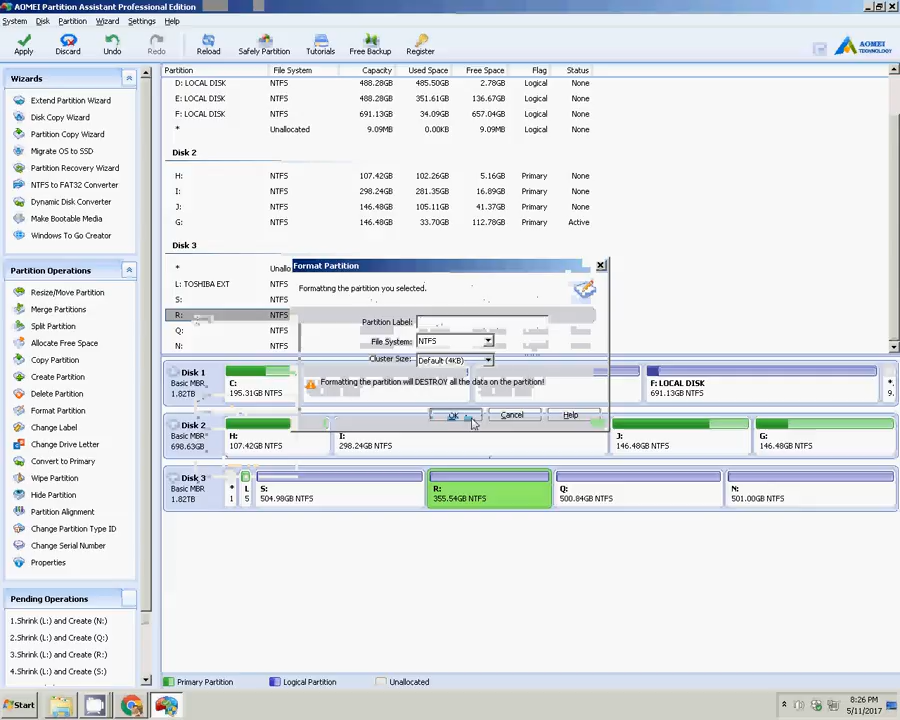 AOMEI Partition Assistant Professional Edition
System Disk Partition Wizard Settings Help
Apply Discard Undo Redo Reload Safely Partition Tutorials Free Backup Register
AOMEI
TECHNOLOGY
Wizards
Extend Partition Wizard
Disk Copy Wizard
Partition Copy Wizard
Migrate OS to SSD
Partition Recovery Wizard
NTFS to FAT32 Converter
Dynamic Disk Converter
Make Bootable Media
Windows To Go Creator
Partition Operations
Resize/Move Partition
Merge Partitions
Split Partition
Allocate Free Space
Copy Partition
Create Partition
Delete Partition
Format Partition
Change Label
Change Drive Letter
Convert to Primary
Wipe Partition
Hide Partition
Partition Alignment
Change Partition Type ID
Change Serial Number
Properties
Pending Operations
1.Shrink (L:) and Create (N:)
2.Shrink (L:) and Create (Q:)
3.Shrink (L:) and Create (R:)
4.Shrink (L:) and Create (S:)
Partition File System Capacity Used Space Free Space Flag Status
D: LOCAL DISK NTFS 488.28GB 485.50GB 2.78GB Logical None
E: LOCAL DISK NTFS 488.28GB 351.61GB 136.67GB Logical None
F: LOCAL DISK NTFS 691.13GB 34.09GB 657.04GB Logical None
* Unallocated 9.09MB 0.00KB 9.09MB Logical None
Disk 2
H: NTFS 107.42GB 102.26GB 5.16GB Primary None
I: NTFS 298.24GB 281.35GB 16.89GB Primary None
J: NTFS 146.48GB 105.11GB 41.37GB Primary None
G: NTFS 146.48GB 33.70GB 112.78GB Primary Active
Disk 3
* Unallo
L: TOSHIBA EXT NTFS
S: NTFS
R: NTFS
Q: NTFS
N: NTFS
Format Partition
Formatting the partition you selected.
Partition Label:
File System: NTFS
Cluster Size: Default (4KB)
Formatting the partition will DESTROY all the data on the partition!
OK Cancel Help
Disk 1 C: F: LOCAL DISK *
Basic MBR 195.31GB NTFS 691.13GB NTFS 9.
1.82TB
Disk 2 H: I: J: G:
Basic MBR 107.42GB NTFS 298.24GB NTFS 146.48GB NTFS 146.48GB NTFS
698.63GB
Disk 3 * L S: R: Q: N:
Basic MBR 1 5 504.98GB NTFS 355.54GB NTFS 500.84GB NTFS 501.00GB NTFS
1.82TB
Primary Partition Logical Partition Unallocated
Start
8:26 PM
5/11/2017